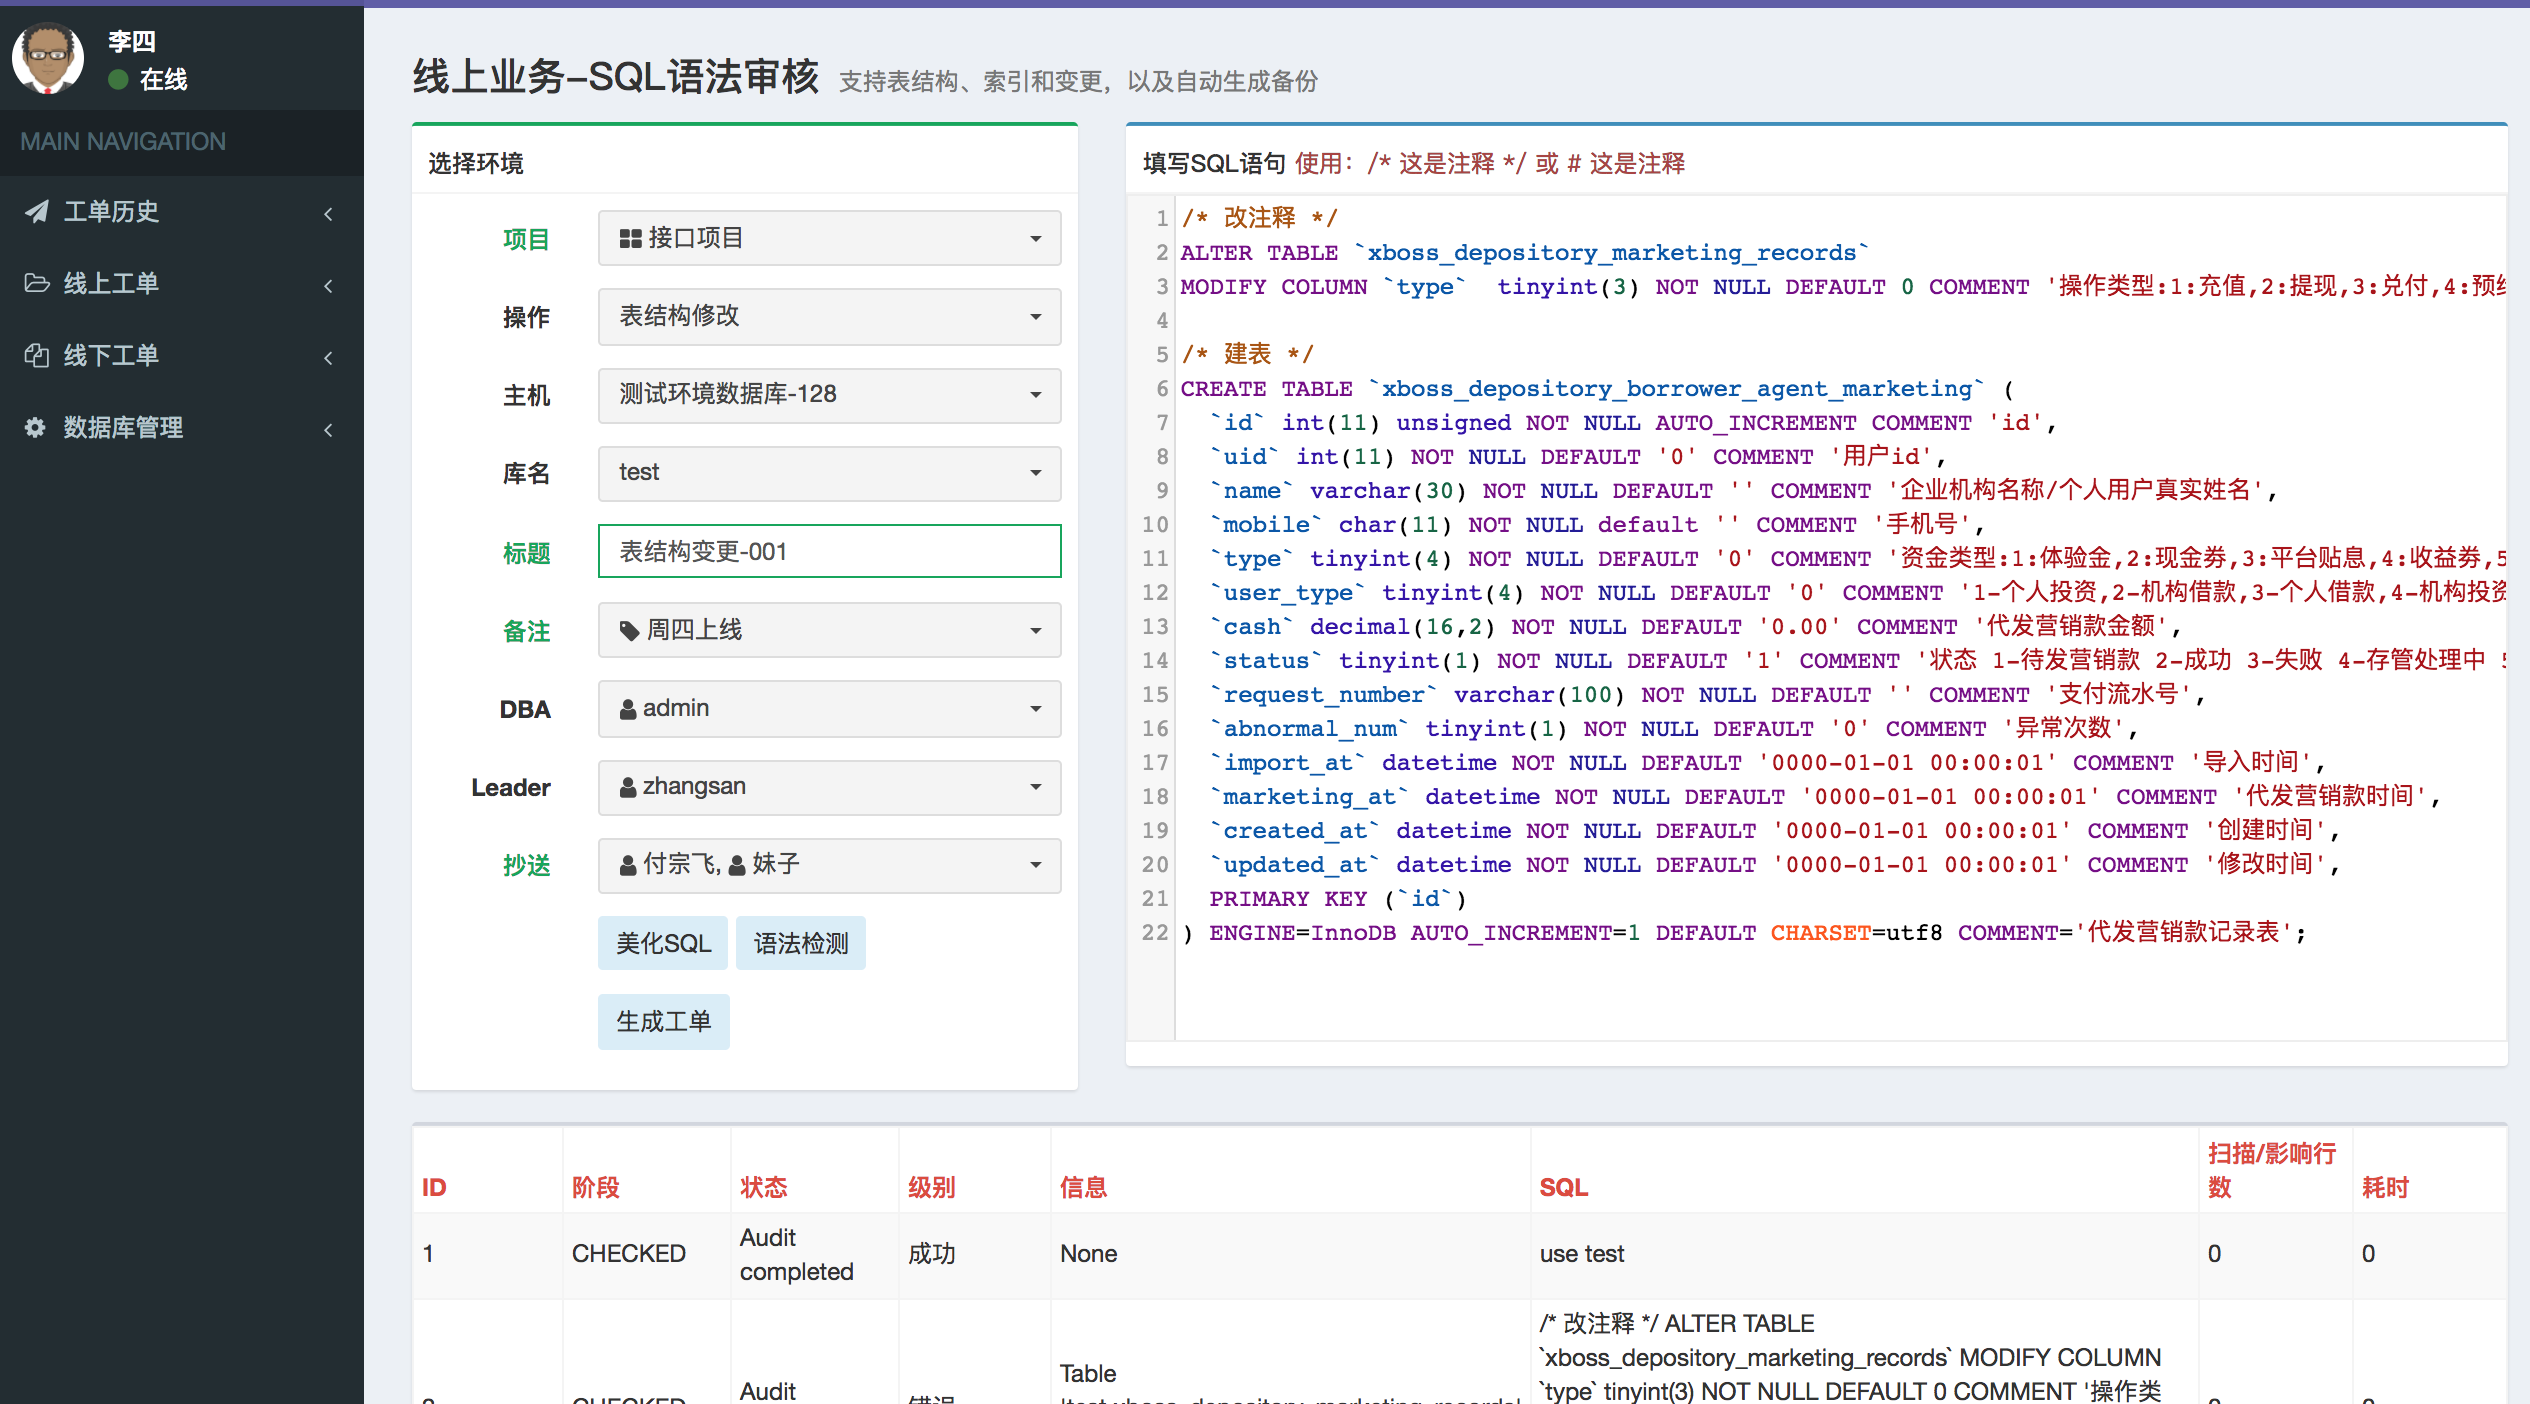 李四
在线
MAIN NAVIGATION
工单历史
线上工单
线下工单
数据库管理
线上业务–SQL语法审核 支持表结构、索引和变更，以及自动生成备份
选择环境
项目 接口项目
操作 表结构修改
主机 测试环境数据库-128
库名 test
标题 表结构变更-001
备注 周四上线
DBA admin
Leader zhangsan
抄送 付宗飞, 妹子
美化SQL 语法检测
生成工单
填写SQL语句 使用：/* 这是注释 */ 或 # 这是注释
1 /* 改注释 */
2 ALTER TABLE `xboss_depository_marketing_records`
3 MODIFY COLUMN `type`  tinyint(3) NOT NULL DEFAULT 0 COMMENT '操作类型:1:充值,2:提现,3:兑付,4:预
4
5 /* 建表 */
6 CREATE TABLE `xboss_depository_borrower_agent_marketing` (
7   `id` int(11) unsigned NOT NULL AUTO_INCREMENT COMMENT 'id',
8   `uid` int(11) NOT NULL DEFAULT '0' COMMENT '用户id',
9   `name` varchar(30) NOT NULL DEFAULT '' COMMENT '企业机构名称/个人用户真实姓名',
10   `mobile` char(11) NOT NULL default '' COMMENT '手机号',
11   `type` tinyint(4) NOT NULL DEFAULT '0' COMMENT '资金类型:1:体验金,2:现金券,3:平台贴息,4:收益券,5
12   `user_type` tinyint(4) NOT NULL DEFAULT '0' COMMENT '1-个人投资,2-机构借款,3-个人借款,4-机构投资
13   `cash` decimal(16,2) NOT NULL DEFAULT '0.00' COMMENT '代发营销款金额',
14   `status` tinyint(1) NOT NULL DEFAULT '1' COMMENT '状态 1-待发营销款 2-成功 3-失败 4-存管处理中
15   `request_number` varchar(100) NOT NULL DEFAULT '' COMMENT '支付流水号',
16   `abnormal_num` tinyint(1) NOT NULL DEFAULT '0' COMMENT '异常次数',
17   `import_at` datetime NOT NULL DEFAULT '0000-01-01 00:00:01' COMMENT '导入时间',
18   `marketing_at` datetime NOT NULL DEFAULT '0000-01-01 00:00:01' COMMENT '代发营销款时间',
19   `created_at` datetime NOT NULL DEFAULT '0000-01-01 00:00:01' COMMENT '创建时间',
20   `updated_at` datetime NOT NULL DEFAULT '0000-01-01 00:00:01' COMMENT '修改时间',
21   PRIMARY KEY (`id`)
22 ) ENGINE=InnoDB AUTO_INCREMENT=1 DEFAULT CHARSET=utf8 COMMENT='代发营销款记录表';
ID 阶段 状态 级别 信息 SQL 扫描/影响行数 耗时
1 CHECKED Audit completed 成功 None use test 0 0
/* 改注释 */ ALTER TABLE
`xboss_depository_marketing_records` MODIFY COLUMN
Table
CHECKED Audit 错误 `type` tinyint(3) NOT NULL DEFAULT 0 COMMENT '操作类